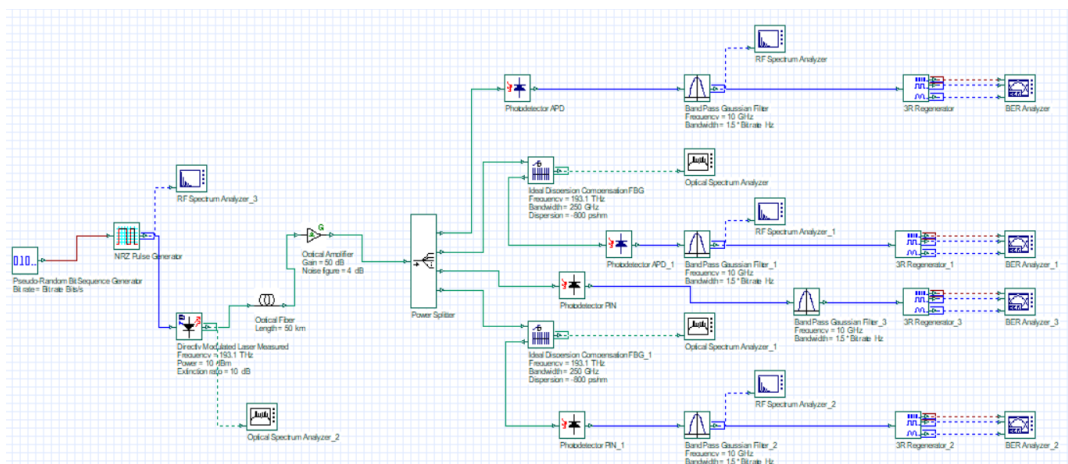 RF Spectrum Analyzer
Photodetector APD
Band Pass Gaussian Filter
Frequency = 10 GHz
Bandwidth = 1.5 * Bitrate Hz
3R Regenerator
BER Analyzer
RF Spectrum Analyzer_3
Ideal Dispersion Compensation FBG
Frequency = 193.1 THz
Bandwidth = 250 GHz
Dispersion = -800 ps/nm
Optical Spectrum Analyzer
RF Spectrum Analyzer_1
010...
Pseudo-Random Bit Sequence Generator
Bit rate = Bit rate Bits/s
NRZ Pulse Generator
G
Optical Amplifier
Gain = 50 dB
Noise figure = 4 dB
Photodetector APD_1
Band Pass Gaussian Filter_1
Frequency = 10 GHz
Bandwidth = 1.5 * Bitrate Hz
3R Regenerator_1
BER Analyzer_1
Optical Fiber
Length = 50 km
Power Splitter
Photodetector PIN
Band Pass Gaussian Filter_3
Frequency = 10 GHz
Bandwidth = 1.5 * Bitrate Hz
3R Regenerator_3
BER Analyzer_3
Directly Modulated Laser Measured
Frequency = 193.1 THz
Power = 10 dBm
Extinction ratio = 10 dB
Optical Spectrum Analyzer_1
Ideal Dispersion Compensation FBG_1
Frequency = 193.1 THz
Bandwidth = 250 GHz
Dispersion = -800 ps/nm
RF Spectrum Analyzer_2
Optical Spectrum Analyzer_2
Photodetector PIN_1
Band Pass Gaussian Filter_2
Frequency = 10 GHz
Bandwidth = 1.5 * Bitrate Hz
3R Regenerator_2
BER Analyzer_2